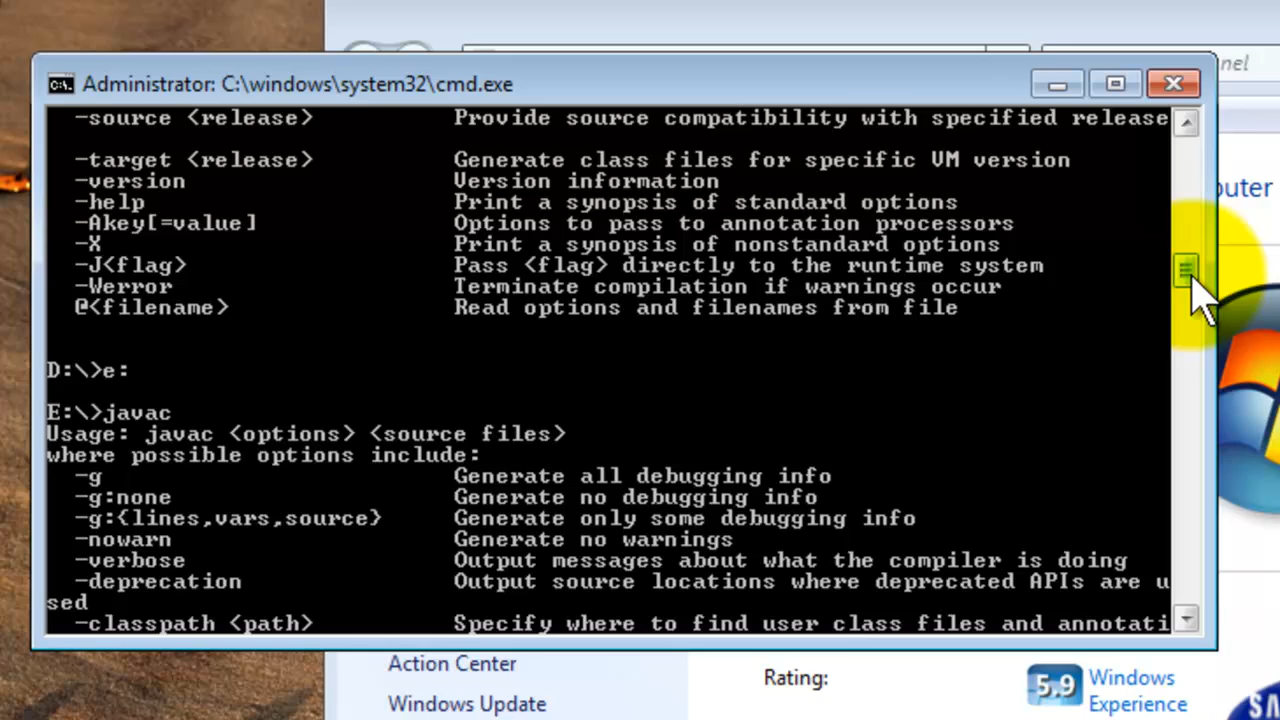 nel
Administrator: C:\windows\system32\cmd.exe
-source <release> Provide source compatibility with specified release
-target <release> Generate class files for specific VM version
-version Version information
-help Print a synopsis of standard options
-Akey[=value] Options to pass to annotation processors
-X Print a synopsis of nonstandard options
-J<flag> Pass <flag> directly to the runtime system
-Werror Terminate compilation if warnings occur
@<filename> Read options and filenames from file
D:\>e:
E:\>javac
Usage: javac <options> <source files>
where possible options include:
-g Generate all debugging info
-g:none Generate no debugging info
-g:{lines,vars,source} Generate only some debugging info
-nowarn Generate no warnings
-verbose Output messages about what the compiler is doing
-deprecation Output source locations where deprecated APIs are u
sed
-classpath <path> Specify where to find user class files and annotati
puter
Action Center
Windows Update
Rating:
5.9
Windows
Experience
SA